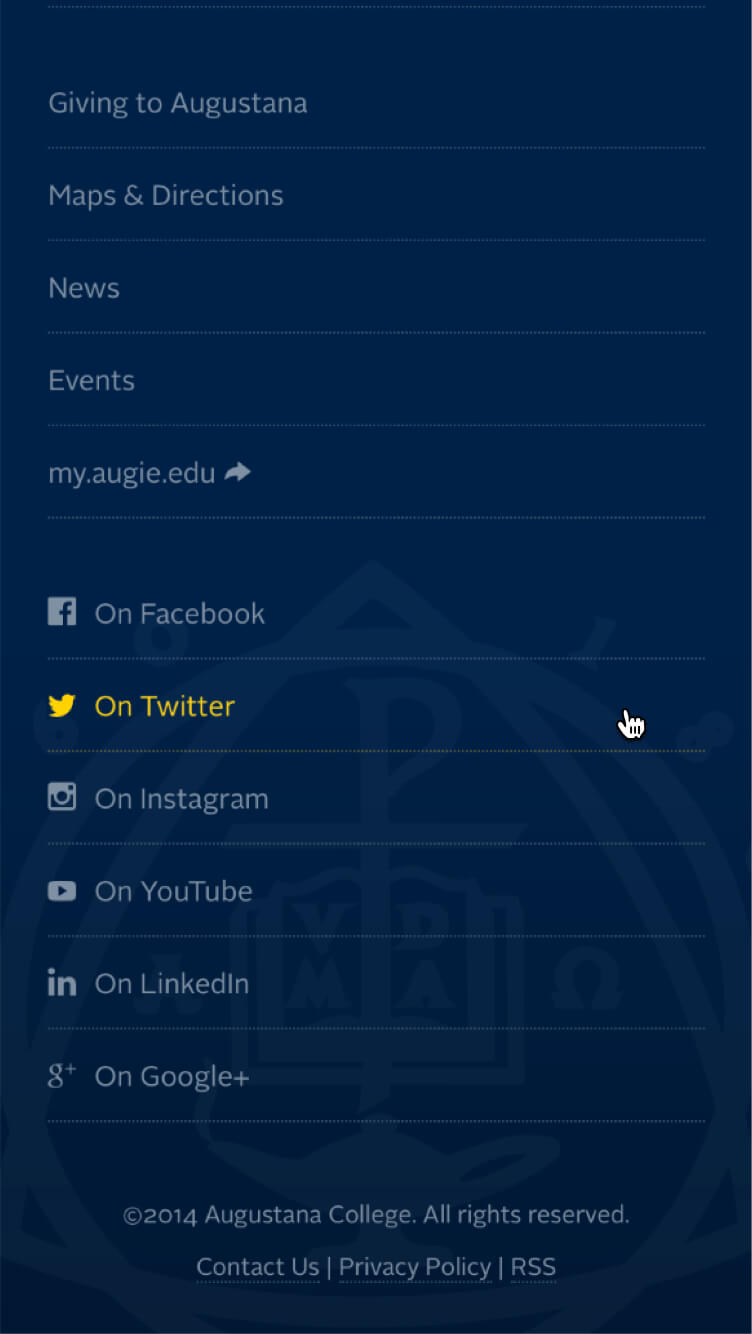 Giving to Augustana
Maps & Directions
News
Events
my.augie.edu
On Facebook
On Twitter
On Instagram
On YouTube
in On LinkedIn
g+ On Google+
V D
M A
Ω
©2014 Augustana College. All rights reserved.
Contact Us | Privacy Policy | RSS